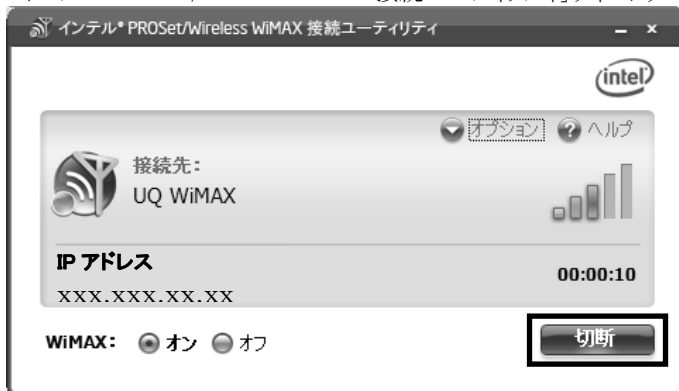 インテル® PROSet/Wireless WiMAX 接続ユーティリティ
intel
オプション ? ヘルプ
接続先:
UQ WiMAX
IP アドレス
00:00:10
xxx.xxx.xx.xx
WiMAX: オン オフ
切断